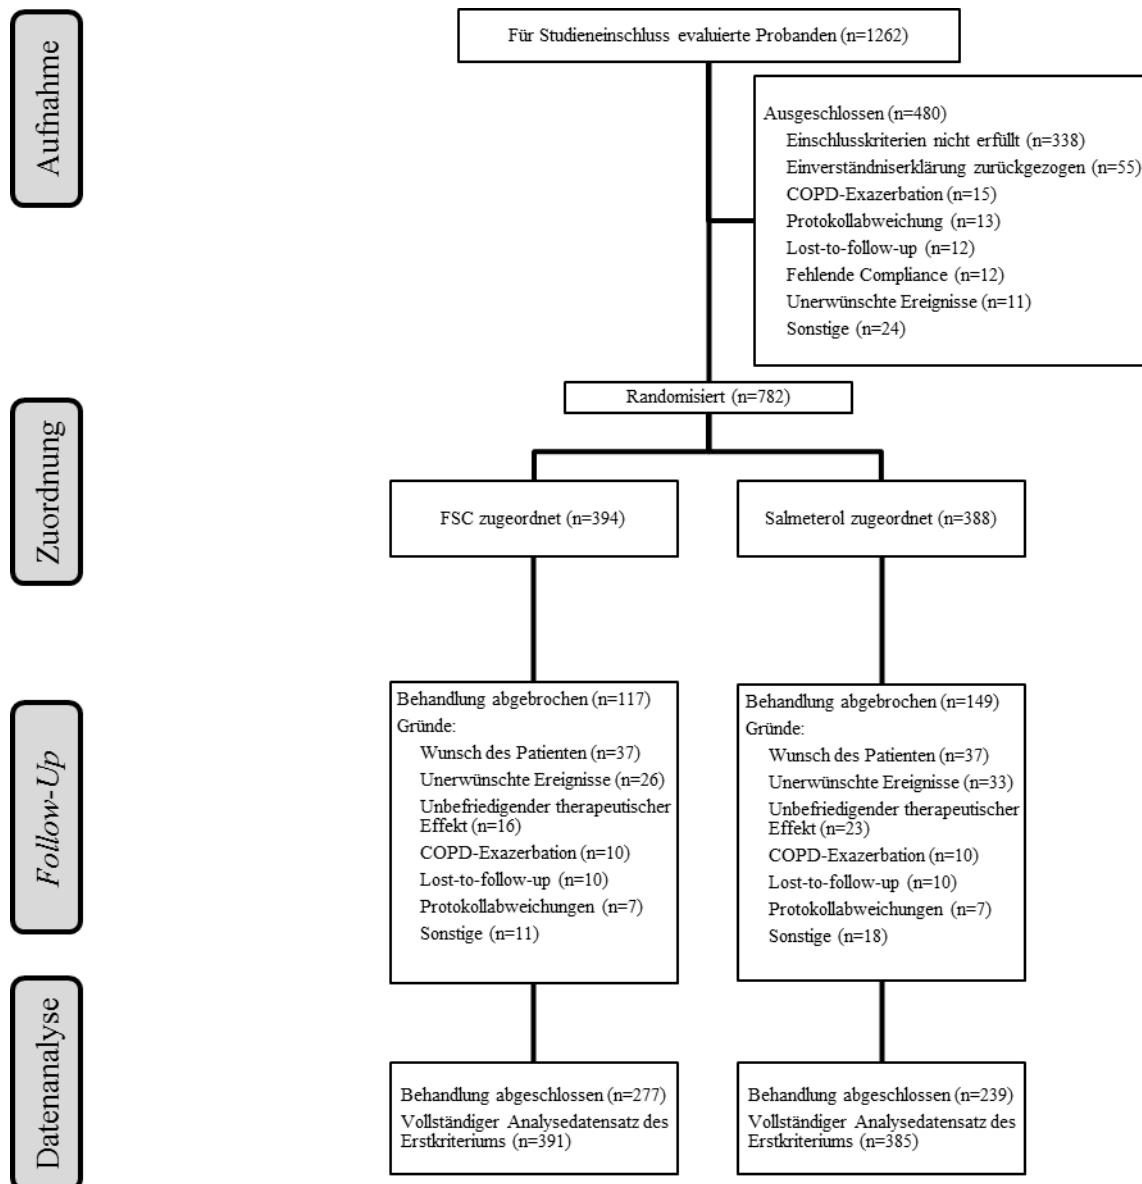 Aufnahme
Für Studieneinschluss evaluierte Probanden (n=1262)
Ausgeschlossen (n=480)
Einschlusskriterien nicht erfüllt (n=338)
Einverständniserklärung zurückgezogen (n=55)
COPD-Exazerbation (n=15)
Protokollabweichung (n=13)
Lost-to-follow-up (n=12)
Fehlende Compliance (n=12)
Unerwünschte Ereignisse (n=11)
Sonstige (n=24)
Zuordnung
Randomisiert (n=782)
FSC zugeordnet (n=394)
Salmeterol zugeordnet (n=388)
Follow-Up
Behandlung abgebrochen (n=117)
Gründe:
Wunsch des Patienten (n=37)
Unerwünschte Ereignisse (n=26)
Unbefriedigender therapeutischer
Effekt (n=16)
COPD-Exazerbation (n=10)
Lost-to-follow-up (n=10)
Protokollabweichungen (n=7)
Sonstige (n=11)
Behandlung abgebrochen (n=149)
Gründe:
Wunsch des Patienten (n=37)
Unerwünschte Ereignisse (n=33)
Unbefriedigender therapeutischer
Effekt (n=23)
COPD-Exazerbation (n=10)
Lost-to-follow-up (n=10)
Protokollabweichungen (n=7)
Sonstige (n=18)
Datenanalyse
Behandlung abgeschlossen (n=277)
Vollständiger Analysedatensatz des
Erstkriteriums (n=391)
Behandlung abgeschlossen (n=239)
Vollständiger Analysedatensatz des
Erstkriteriums (n=385)